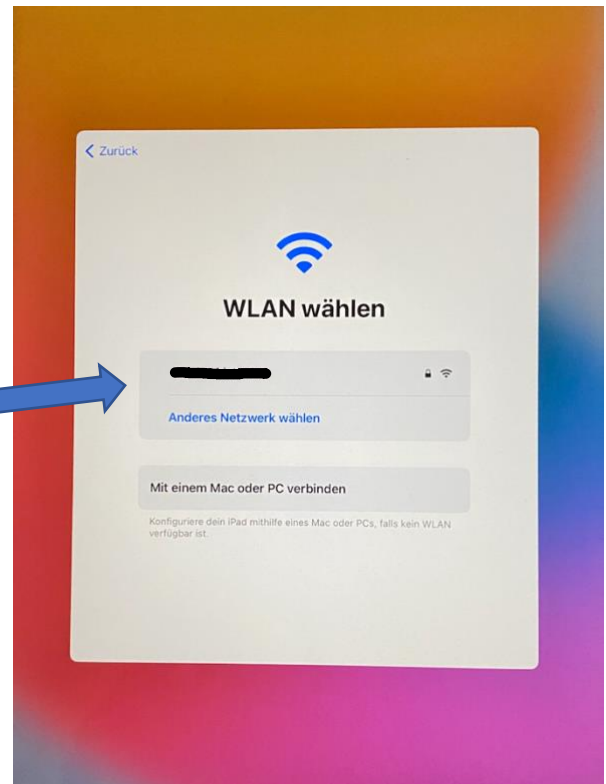 Zurück
WLAN wählen
Anderes Netzwerk wählen
Mit einem Mac oder PC verbinden
Konfiguriere dein iPad mithilfe eines Mac oder PCs, falls kein WLAN
verfügbar ist.